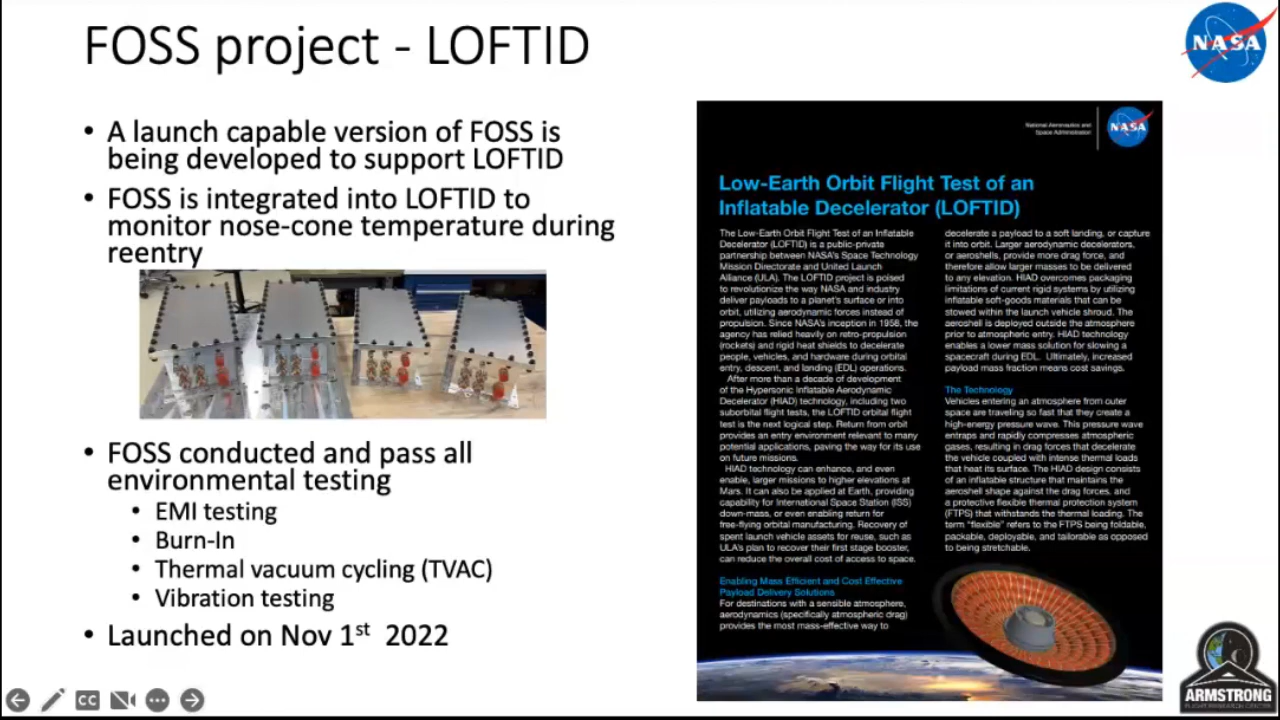 FOSS project - LOFTID
NASA
• A launch capable version of FOSS is
being developed to support LOFTID
• FOSS is integrated into LOFTID to
monitor nose-cone temperature during
reentry
• FOSS conducted and pass all
environmental testing
• EMI testing
• Burn-In
• Thermal vacuum cycling (TVAC)
• Vibration testing
• Launched on Nov 1st 2022
National Aeronautics and
Space Administration
NASA
Low-Earth Orbit Flight Test of an
Inflatable Decelerator (LOFTID)
The Low-Earth Orbit Flight Test of an Inflatable
Decelerator (LOFTID) is a public-private
partnership between NASA's Space Technology
Mission Directorate and United Launch
Alliance (ULA). The LOFTID project is poised
to revolutionize the way NASA and industry
deliver payloads to a planet's surface or into
orbit, utilizing aerodynamic forces instead of
propulsion. Since NASA's inception in 1958, the
agency has relied heavily on retro-propulsion
(rockets) and rigid heat shields to decelerate
people, vehicles, and hardware during orbital
entry, descent, and landing (EDL) operations.
After more than a decade of development
of the Hypersonic Inflatable Aerodynamic
Decelerator (HIAD) technology, including two
suborbital flight tests, the LOFTID orbital flight
test is the next logical step. Return from orbit
provides an entry environment relevant to many
potential applications, paving the way for its use
on future missions.
HIAD technology can enhance, and even
enable, larger missions to higher elevations at
Mars. It can also be applied at Earth, providing
capability for International Space Station (ISS)
down-mass, or even enabling return for
free-flying orbital manufacturing. Recovery of
spent launch vehicle assets for reuse, such as
ULA's plan to recover their first stage booster,
can reduce the overall cost of access to space.
Enabling Mass Efficient and Cost Effective
Payload Delivery Solutions
For destinations with a sensible atmosphere,
aerodynamics (specifically atmospheric drag)
provides the most mass-effective way to
decelerate a payload to a soft landing, or capture
it into orbit. Larger aerodynamic decelerators,
or aeroshells, provide more drag force, and
therefore allow larger masses to be delivered
to any elevation. HIAD overcomes packaging
limitations of current rigid systems by utilizing
inflatable soft-goods materials that can be
stowed within the launch vehicle shroud. The
aeroshell is deployed outside the atmosphere
prior to atmospheric entry. HIAD technology
enables a lower mass solution for slowing a
spacecraft during EDL. Ultimately, increased
payload mass fraction means cost savings.
The Technology
Vehicles entering an atmosphere from outer
space are traveling so fast that they create a
high-energy pressure wave. This pressure wave
entraps and rapidly compresses atmospheric
gases, resulting in drag forces that decelerate
the vehicle coupled with intense thermal loads
that heat its surface. The HIAD design consists
of an inflatable structure that maintains the
aeroshell shape against the drag forces, and
a protective flexible thermal protection system
(FTPS) that withstands the thermal loading. The
term "flexible" refers to the FTPS being foldable,
packable, deployable, and tailorable as opposed
to being stretchable.
ARMSTRONG
FLIGHT RESEARCH CENTER
CC